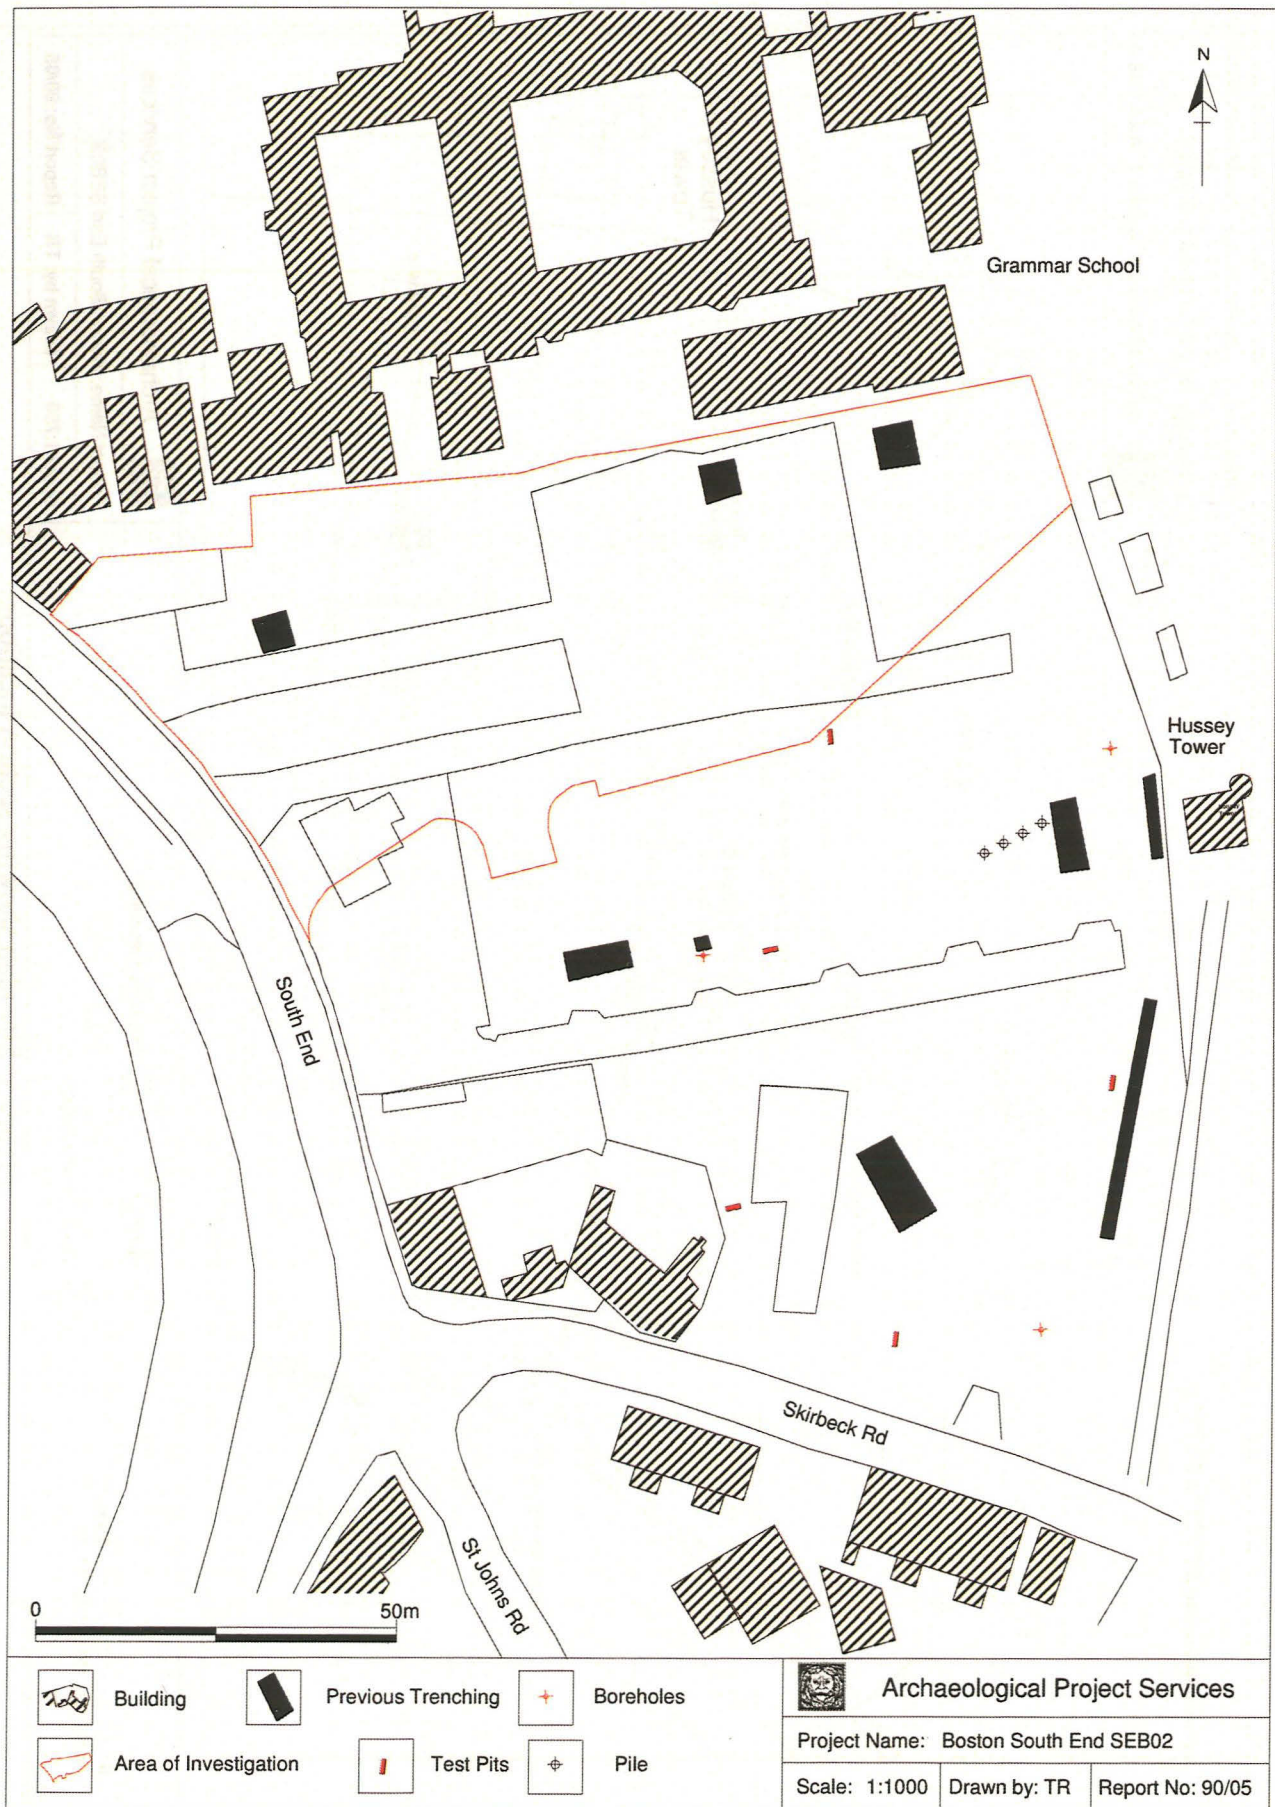 N
Grammar School
Hussey
Tower
South End
Skirbeck Rd
St Johns Rd
0
50m
Building
Previous Trenching
Boreholes
Area of Investigation
Test Pits
Pile
Archaeological Project Services
Project Name: Boston South End SEB02
Scale: 1:1000
Drawn by: TR
Report No: 90/05